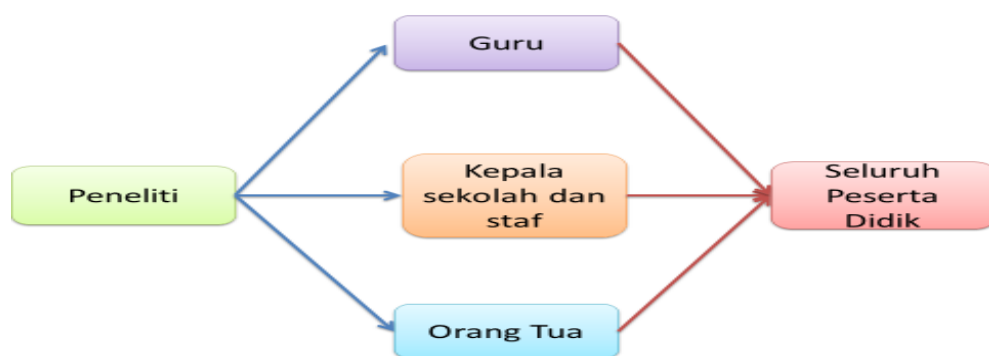 Guru
Peneliti
Kepala
sekolah dan
staf
Seluruh
Peserta
Didik
Orang Tua